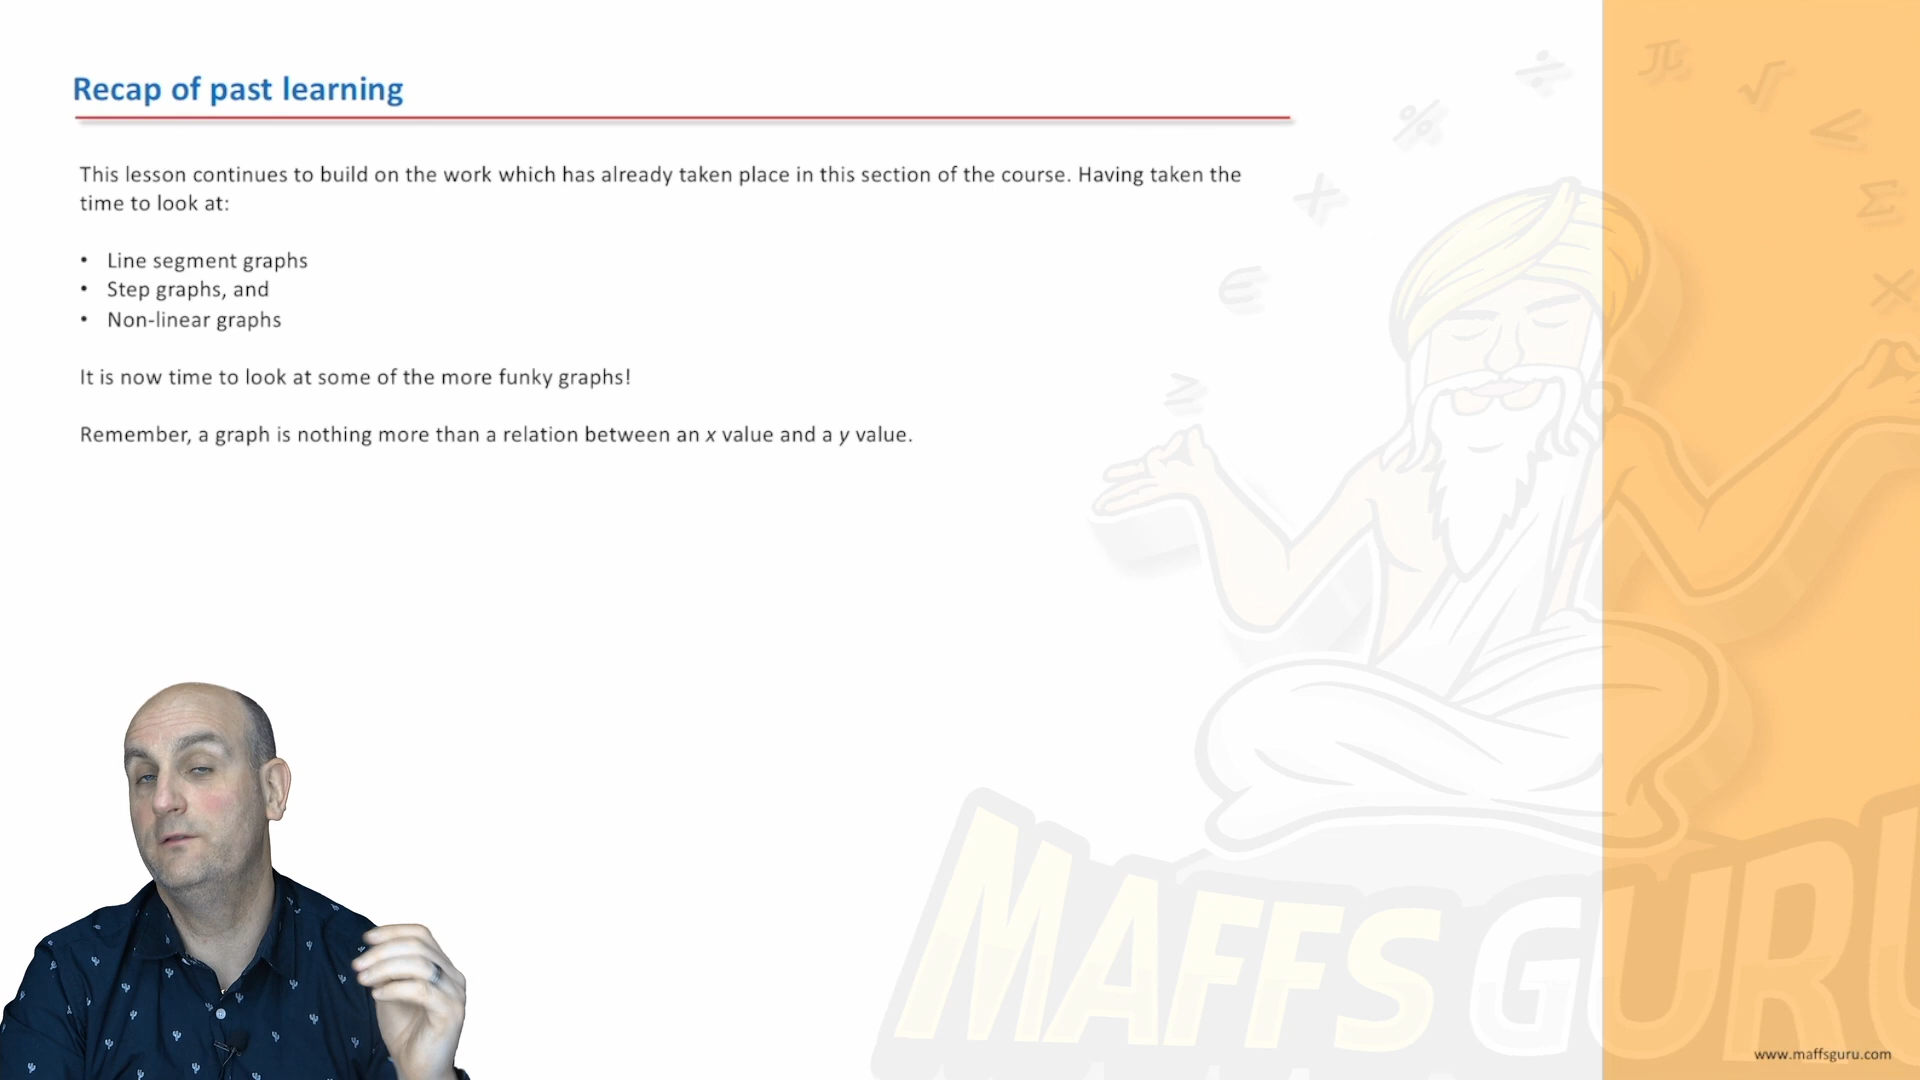 Recap of past learning
This lesson continues to build on the work which has already taken place in this section of the course. Having taken the
time to look at:
• Line segment graphs
• Step graphs, and
• Non-linear graphs
It is now time to look at some of the more funky graphs!
Remember, a graph is nothing more than a relation between an x value and a y value.
MAFFS GURU
www.maffsguru.com